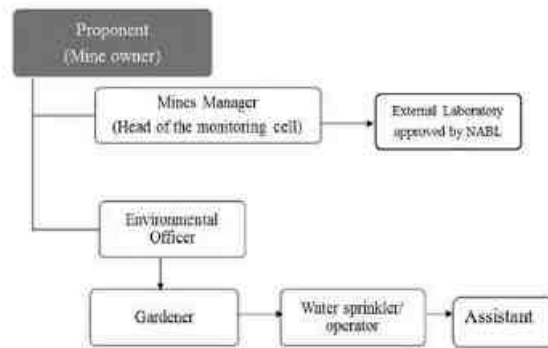 Proponent
(Mine owner)
Mines Manager
(Head of the monitoring cell)
External Laboratory
approved by NABL
Environmental
Officer
Gardener
Water sprinkler/
operator
Assistant